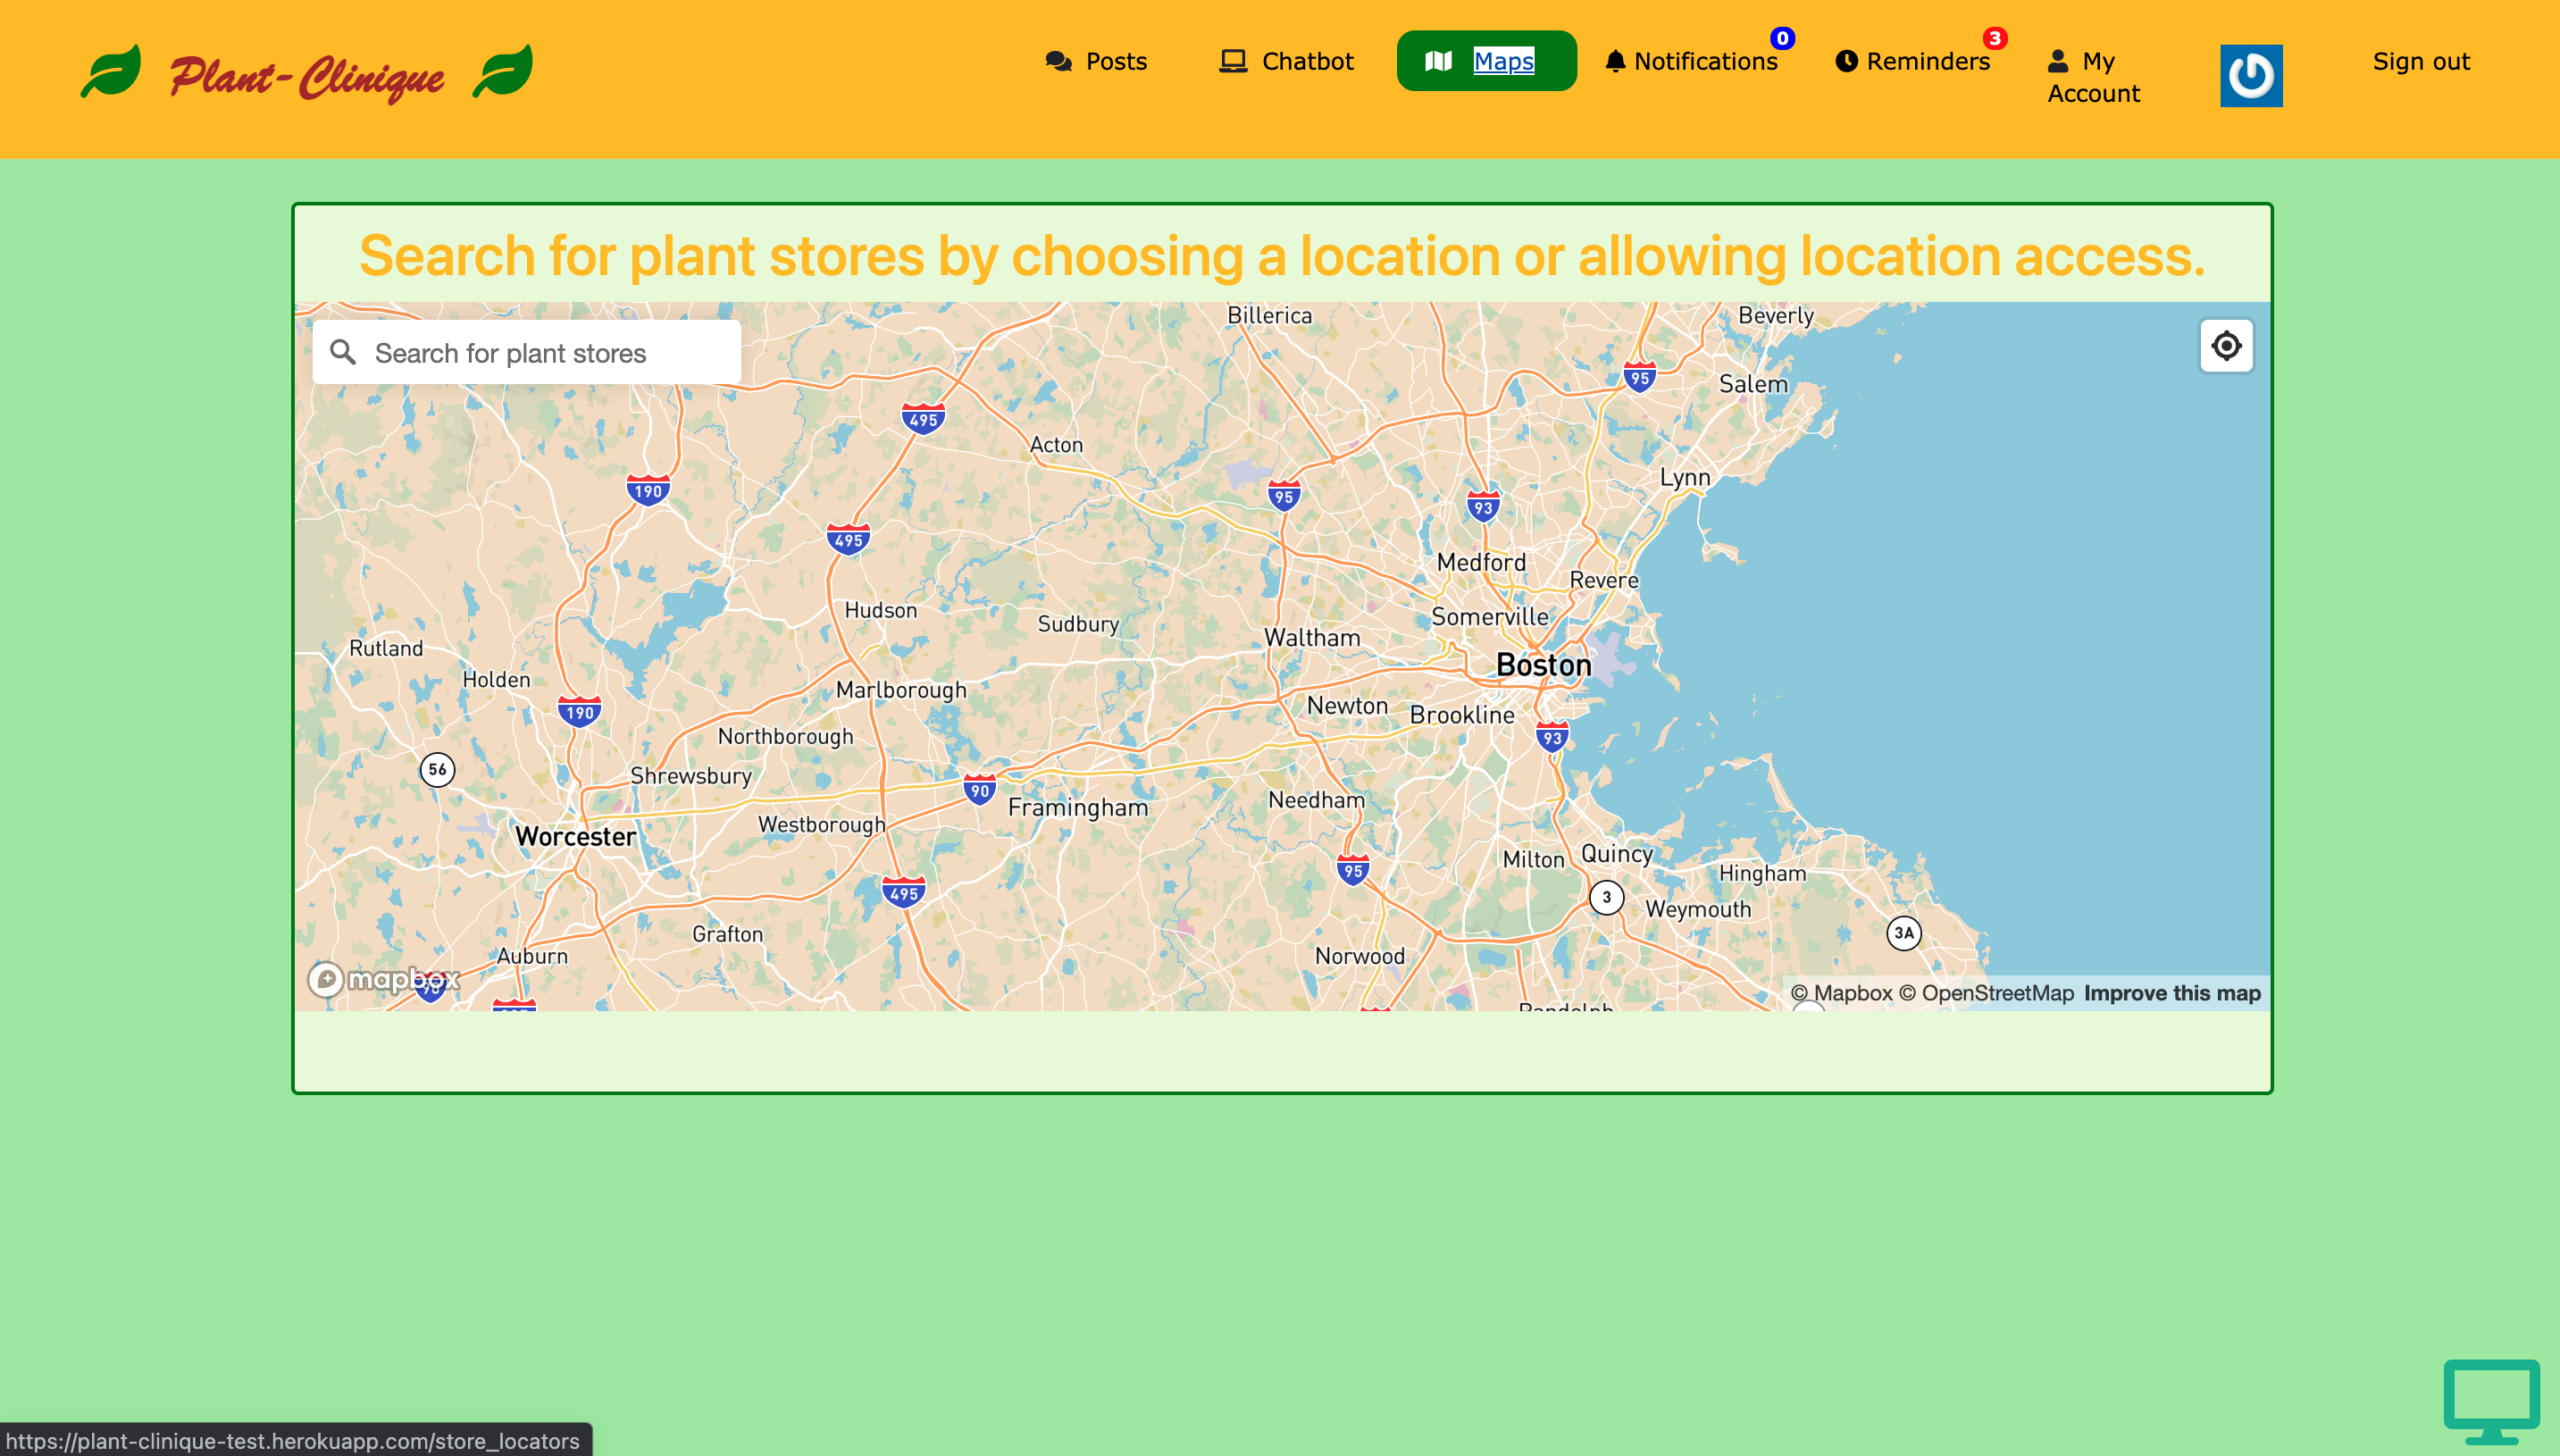 Plant-Clinique
Posts
Chatbot
Maps
Notifications
0
Reminders
3
My
Account
Sign out
Search for plant stores by choosing a location or allowing location access.
Search for plant stores
Billerica
Beverly
95
Salem
495
Acton
190
95
93
Lynn
495
Medford
Revere
Hudson
Sudbury
Somerville
Waltham
Rutland
Boston
Holden
Marlborough
190
Newton
Brookline
Northborough
93
56
Shrewsbury
90
Framingham
Needham
Westborough
Worcester
Milton
Quincy
95
Hingham
495
3
Weymouth
Grafton
3A
Auburn
Norwood
mapbox
90
© Mapbox © OpenStreetMap Improve this map
Randolph
https://plant-clinique-test.herokuapp.com/store_locators